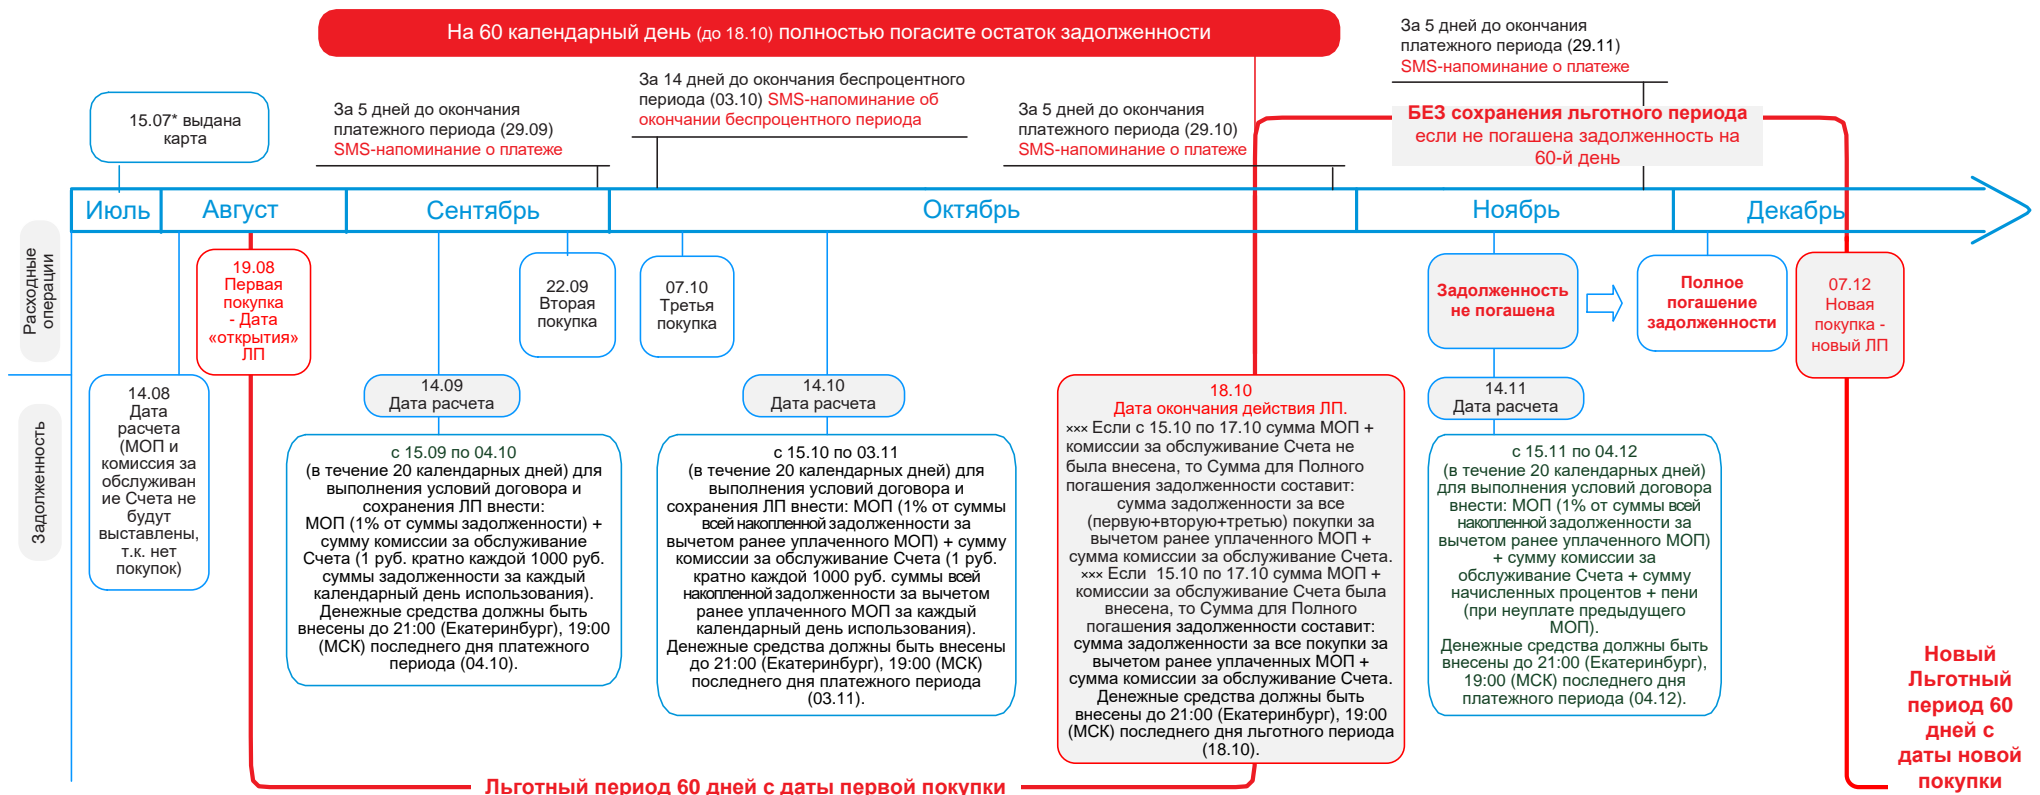 На 60 календарный день (до 18.10) полностью погасите остаток задолженности
За 5 дней до окончания
платежного периода (29.11)
SMS-напоминание о платеже
15.07* выдана
карта
За 5 дней до окончания
платежного периода (29.09)
SMS-напоминание о платеже
За 14 дней до окончания беспроцентного
периода (03.10) SMS-напоминание об
окончании беспроцентного периода
За 5 дней до окончания
платежного периода (29.10)
SMS-напоминание о платеже
БЕЗ сохранения льготного периода
если не погашена задолженность на
60-й день
Июль
Август
Сентябрь
Октябрь
Ноябрь
Декабрь
Расходные
операции
19.08
Первая
покупка
- Дата
«открытия»
ЛП
22.09
Вторая
покупка
07.10
Третья
покупка
Задолженность
не погашена
Полное
погашение
задолженности
07.12
Новая
покупка -
новый ЛП
Задолженность
14.08
Дата
расчета
(МОП и
комиссия за
обслуживан
ие Счета не
будут
выставлены,
т.к. нет
покупок)
14.09
Дата расчета
с 15.09 по 04.10
(в течение 20 календарных дней) для
выполнения условий договора и
сохранения ЛП внести:
МОП (1% от суммы задолженности) +
сумму комиссии за обслуживание
Счета (1 руб. кратно каждой 1000 руб.
суммы задолженности за каждый
календарный день использования).
Денежные средства должны быть
внесены до 21:00 (Екатеринбург), 19:00
(МСК) последнего дня платежного
периода (04.10).
14.10
Дата расчета
с 15.10 по 03.11
(в течение 20 календарных дней) для
выполнения условий договора и
сохранения ЛП внести: МОП (1% от суммы
всей накопленной задолженности за
вычетом ранее уплаченного МОП) + сумму
комиссии за обслуживание Счета (1 руб.
кратно каждой 1000 руб. суммы всей
накопленной задолженности за вычетом
ранее уплаченного МОП за каждый
календарный день использования).
Денежные средства должны быть внесены
до 21:00 (Екатеринбург), 19:00 (МСК)
последнего дня платежного периода
(03.11).
18.10
Дата окончания действия ЛП.
××× Если с 15.10 по 17.10 сумма МОП +
комиссии за обслуживание Счета не
была внесена, то Сумма для Полного
погашения задолженности составит:
сумма задолженности за все
(первую+вторую+третью) покупки за
вычетом ранее уплаченного МОП +
сумма комиссии за обслуживание Счета.
××× Если 15.10 по 17.10 сумма МОП +
комиссии за обслуживание Счета была
внесена, то Сумма для Полного
погашения задолженности составит:
сумма задолженности за все покупки за
вычетом ранее уплаченных МОП +
сумма комиссии за обслуживание Счета.
Денежные средства должны быть
внесены до 21:00 (Екатеринбург), 19:00
(МСК) последнего дня льготного периода
(18.10).
14.11
Дата расчета
с 15.11 по 04.12
(в течение 20 календарных дней)
для выполнения условий договора
внести: МОП (1% от суммы всей
накопленной задолженности за
вычетом ранее уплаченного МОП)
+ сумму комиссии за
обслуживание Счета + сумму
начисленных процентов + пени
(при неуплате предыдущего
МОП).
Денежные средства должны быть
внесены до 21:00 (Екатеринбург),
19:00 (МСК) последнего дня
платежного периода (04.12).
Льготный период 60 дней с даты первой покупки
Новый
Льготный
период 60
дней с
даты новой
покупки